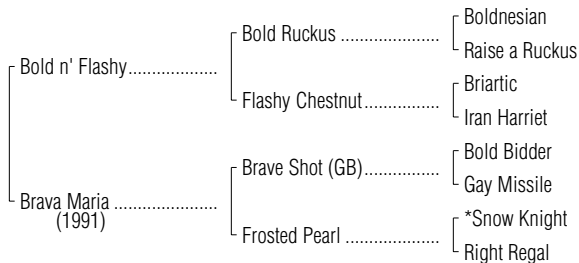 Boldnesian
Bold Ruckus ....................
Raise a Ruckus
Bold n' Flashy..................
Briartic
Flashy Chestnut................
Iran Harriet
Bold Bidder
Brave Shot (GB)................
Gay Missile
Brava Maria .....................
(1991)
*Snow Knight
Frosted Pearl ...................
Right Regal